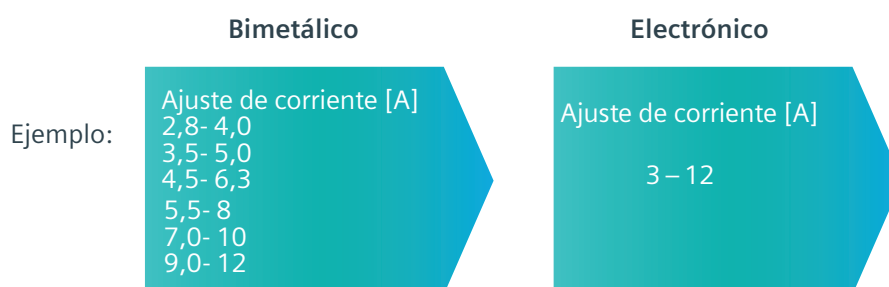 Bimetálico
Electrónico
Ejemplo:
Ajuste de corriente [A]
2,8- 4,0
3,5- 5,0
4,5- 6,3
5,5- 8
7,0- 10
9,0- 12
Ajuste de corriente [A]
3 – 12